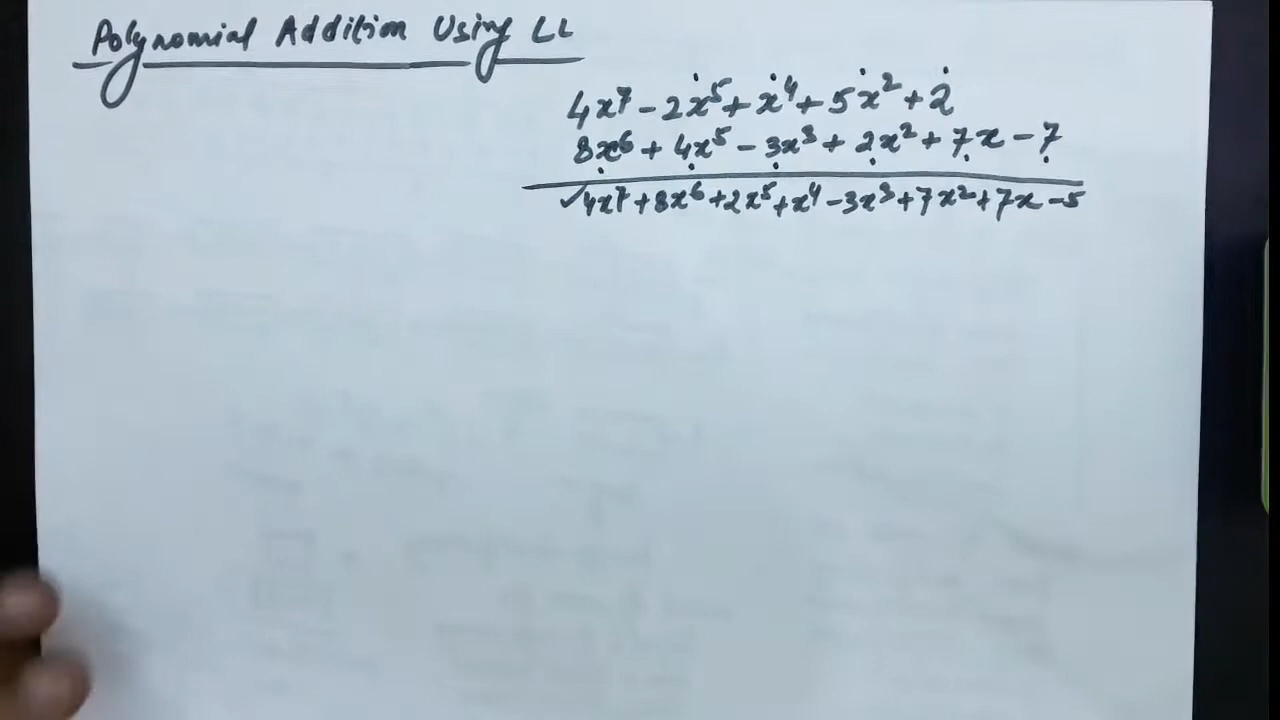 Polynomial Addition Using LL
4x⁷ - 2x⁵ + x⁴ + 5x² + 2
8x⁶ + 4x⁵ - 3x³ + 2x² + 7x - 7
✓4x⁷ + 8x⁶ + 2x⁵ + x⁴ - 3x³ + 7x² + 7x - 5